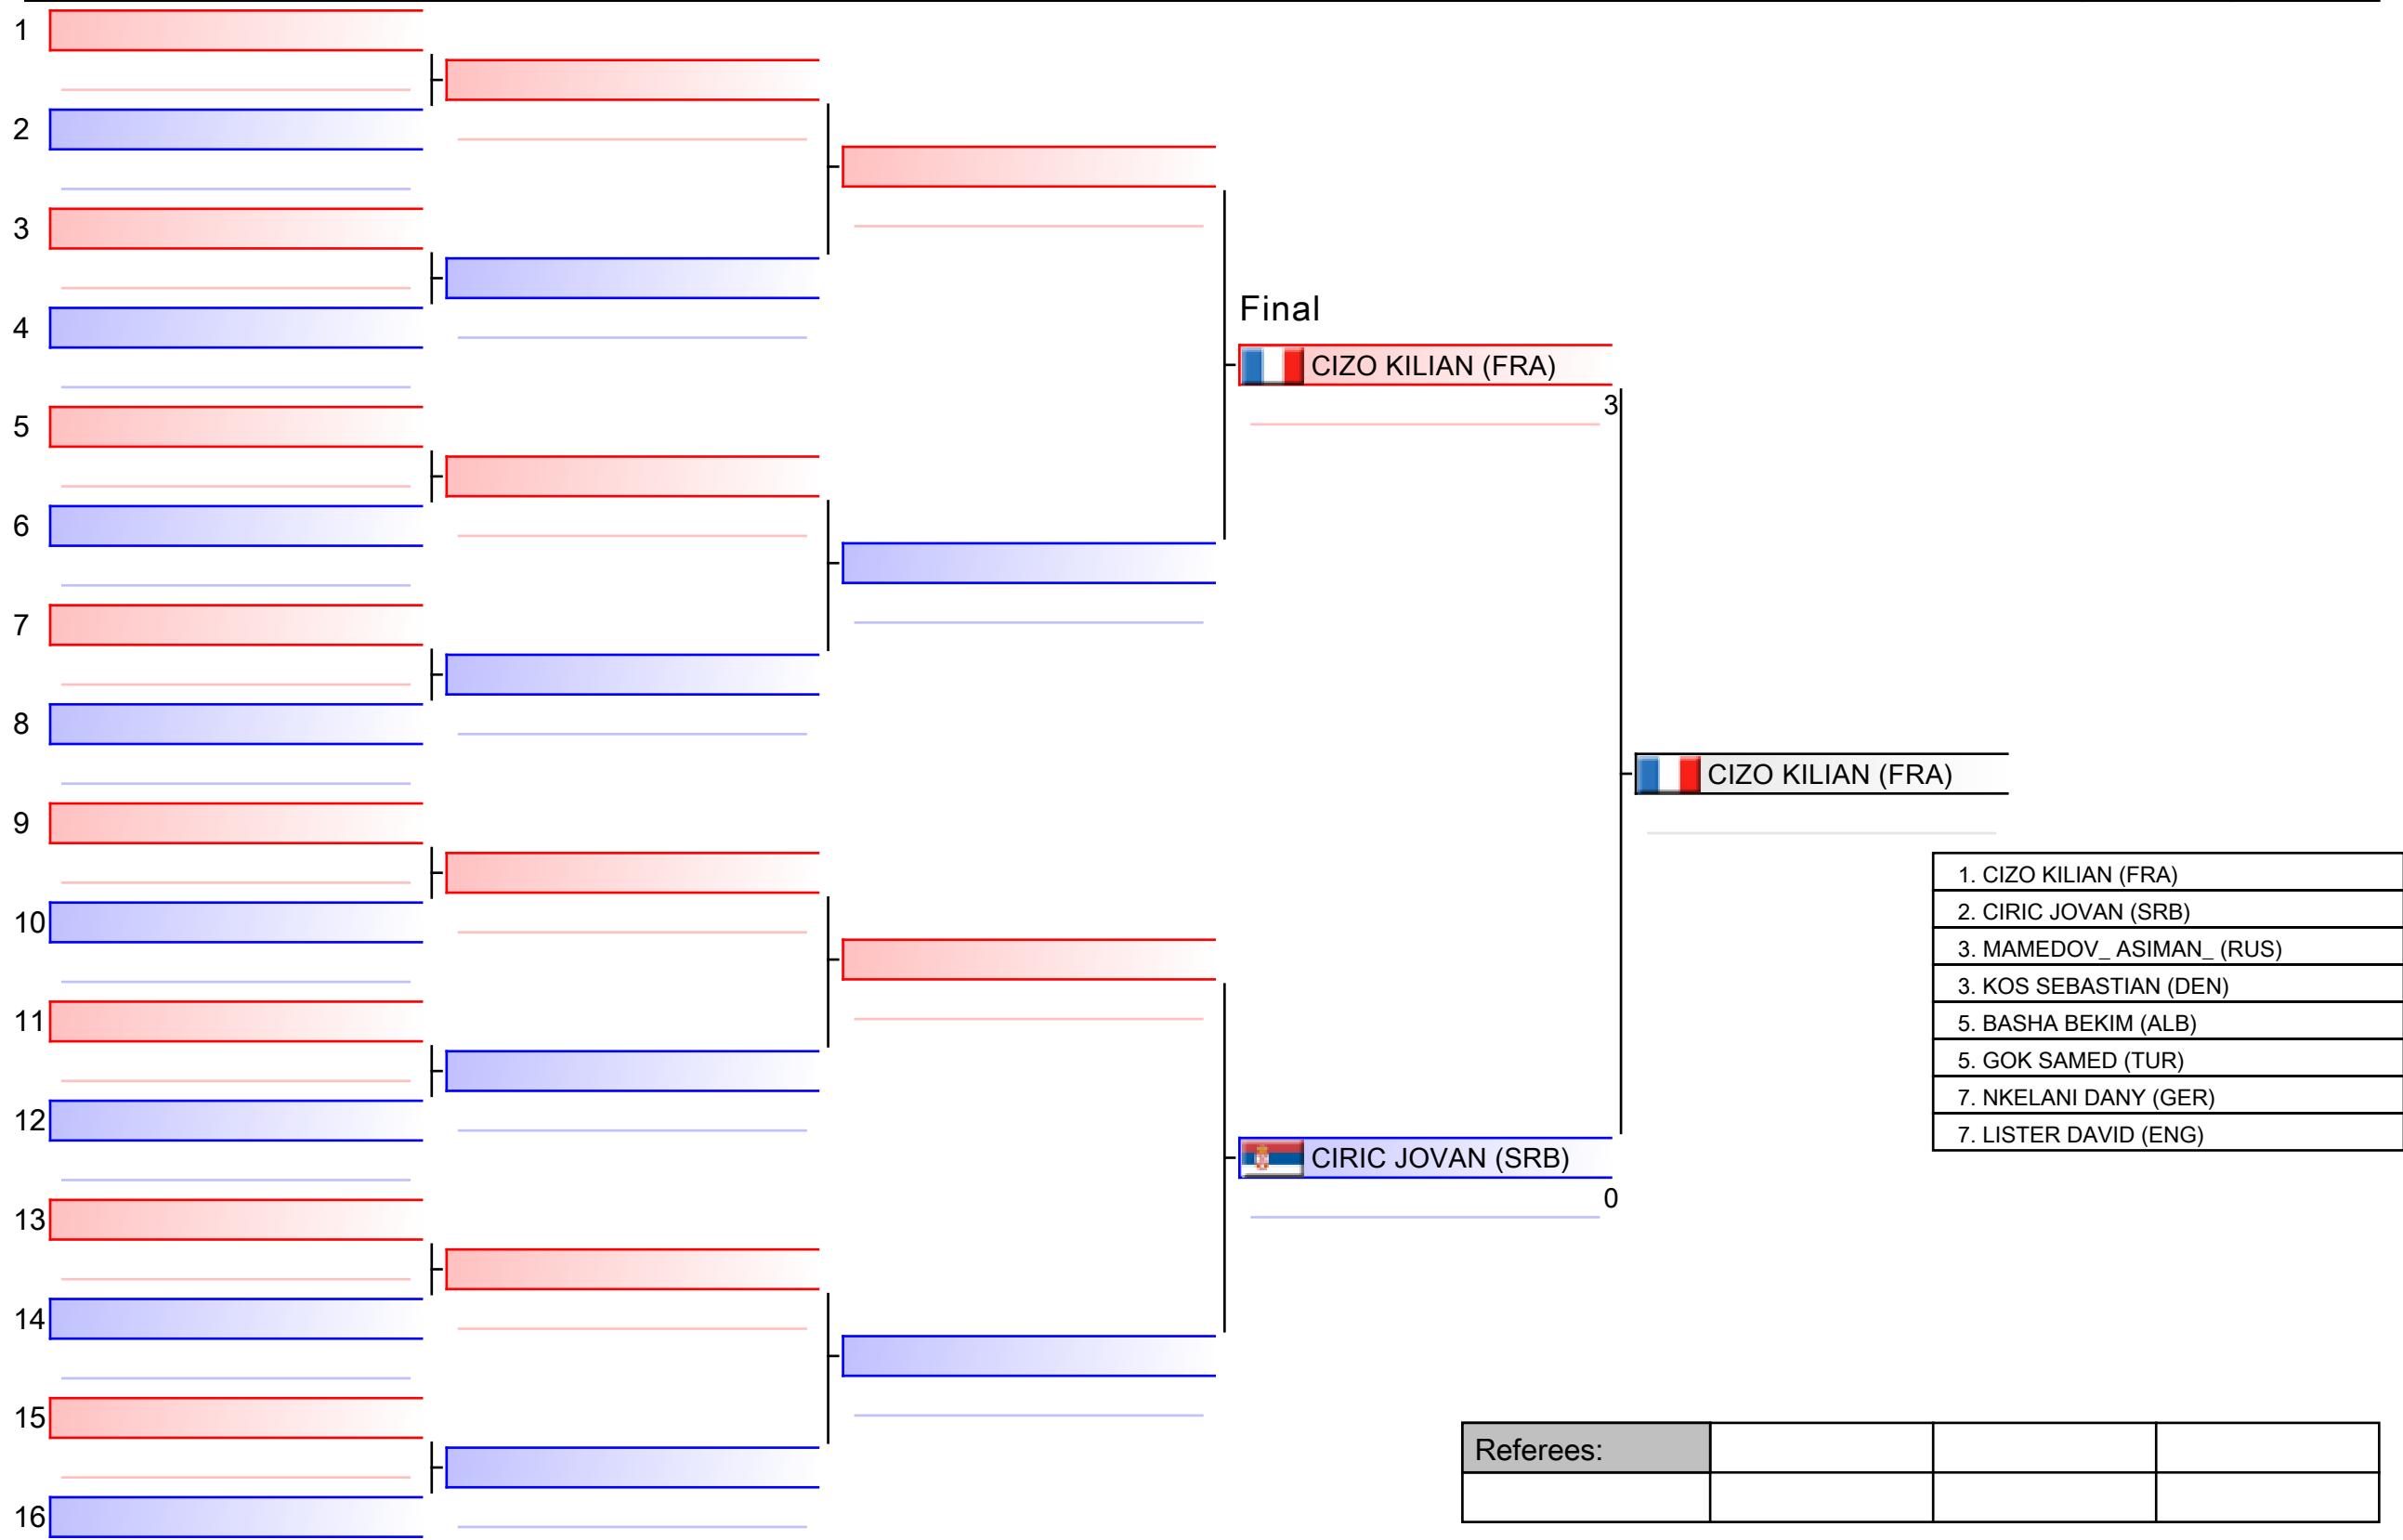 1
2
3
4
Final
CIZO KILIAN (FRA)
3
5
6
7
8
CIZO KILIAN (FRA)
9
1. CIZO KILIAN (FRA)
2. CIRIC JOVAN (SRB)
10
3. MAMEDOV_ ASIMAN_ (RUS)
3. KOS SEBASTIAN (DEN)
11
5. BASHA BEKIM (ALB)
5. GOK SAMED (TUR)
7. NKELANI DANY (GER)
12
7. LISTER DAVID (ENG)
CIRIC JOVAN (SRB)
0
13
14
15
Referees:
16